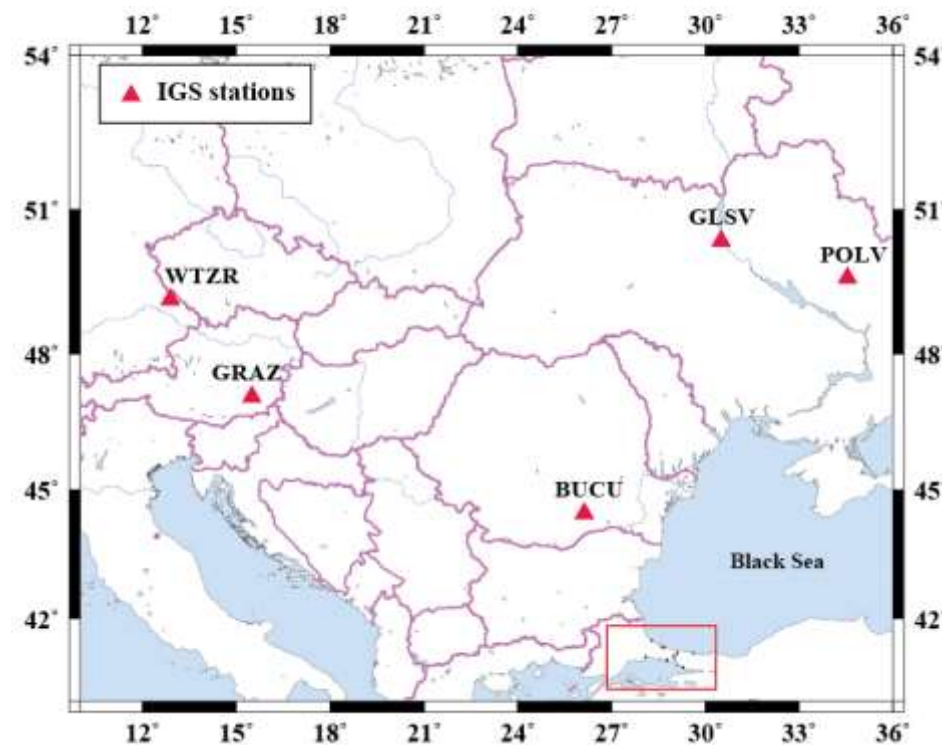 12° 15° 18° 21° 24° 27° 30° 33° 36°
54° 54°
IGS stations
51° 51°
GLSV
POLV
WTZR
48° 48°
GRAZ
45° 45°
BUCU
Black Sea
42° 42°
12° 15° 18° 21° 24° 27° 30° 33° 36°